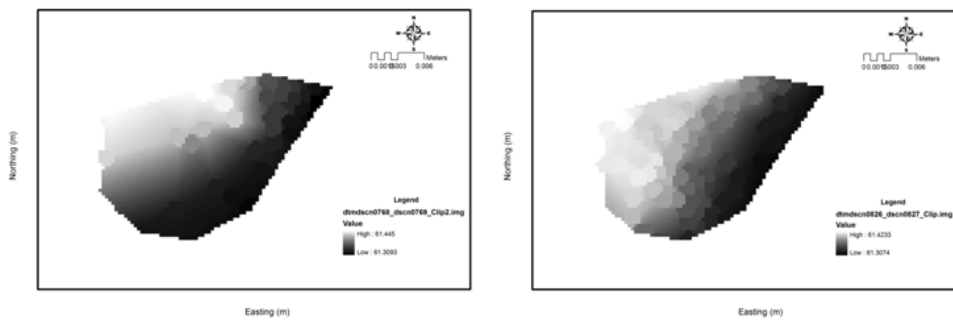 N
W E
S
Meters
0 0.0015 0.003 0.006
Northing (m)
Legend
dtmdscn0768_dscn0769_Clip2.img
Value
High : 61.445
Low : 61.3093
Easting (m)
N
W E
S
Meters
0 0.0015 0.003 0.006
Northing (m)
Legend
dtmdscn0826_dscn0827_Clip.img
Value
High : 61.4233
Low : 61.3074
Easting (m)